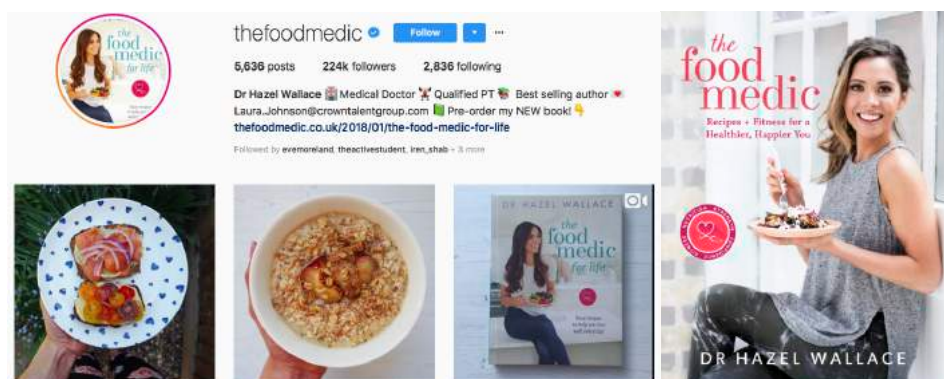 thefoodmedic
Follow
5,636 posts 224k followers 2,836 following
Dr Hazel Wallace Medical Doctor Qualified PT Best selling author
Laura.Johnson@crowntalentgroup.com Pre-order my NEW book!
thefoodmedic.co.uk/2018/01/the-food-medic-for-life
Followed by evemoreland, theactivestudent, iren_shab + 3 more
the
food
medic
for life
DR HAZEL WALLACE
the
food
medic
for life
the
food
medic
Recipes + Fitness for a
Healthier, Happier You
DR HAZEL WALLACE